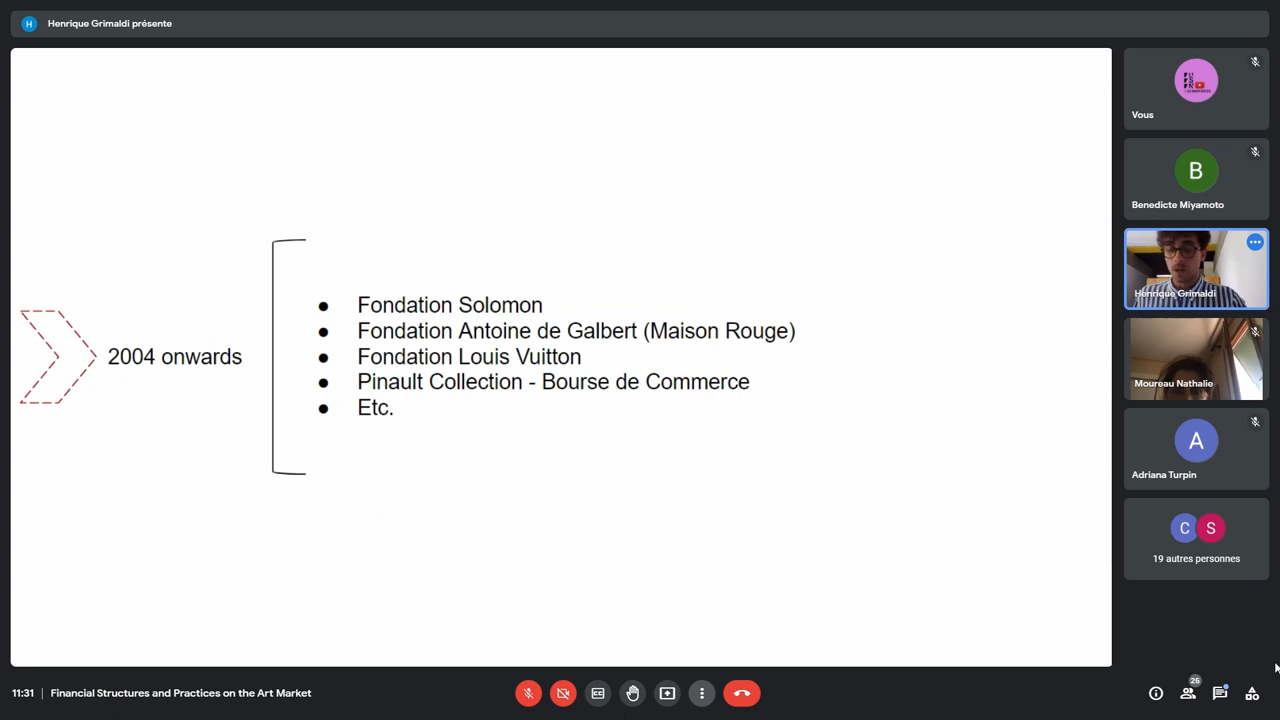 H Henrique Grimaldi présente
2004 onwards
● Fondation Solomon
● Fondation Antoine de Galbert (Maison Rouge)
● Fondation Louis Vuitton
● Pinault Collection - Bourse de Commerce
● Etc.
Vous
B
Benedicte Miyamoto
Henrique Grimaldi
Moureau Nathalie
A
Adriana Turpin
C S
19 autres personnes
11:31 | Financial Structures and Practices on the Art Market
25